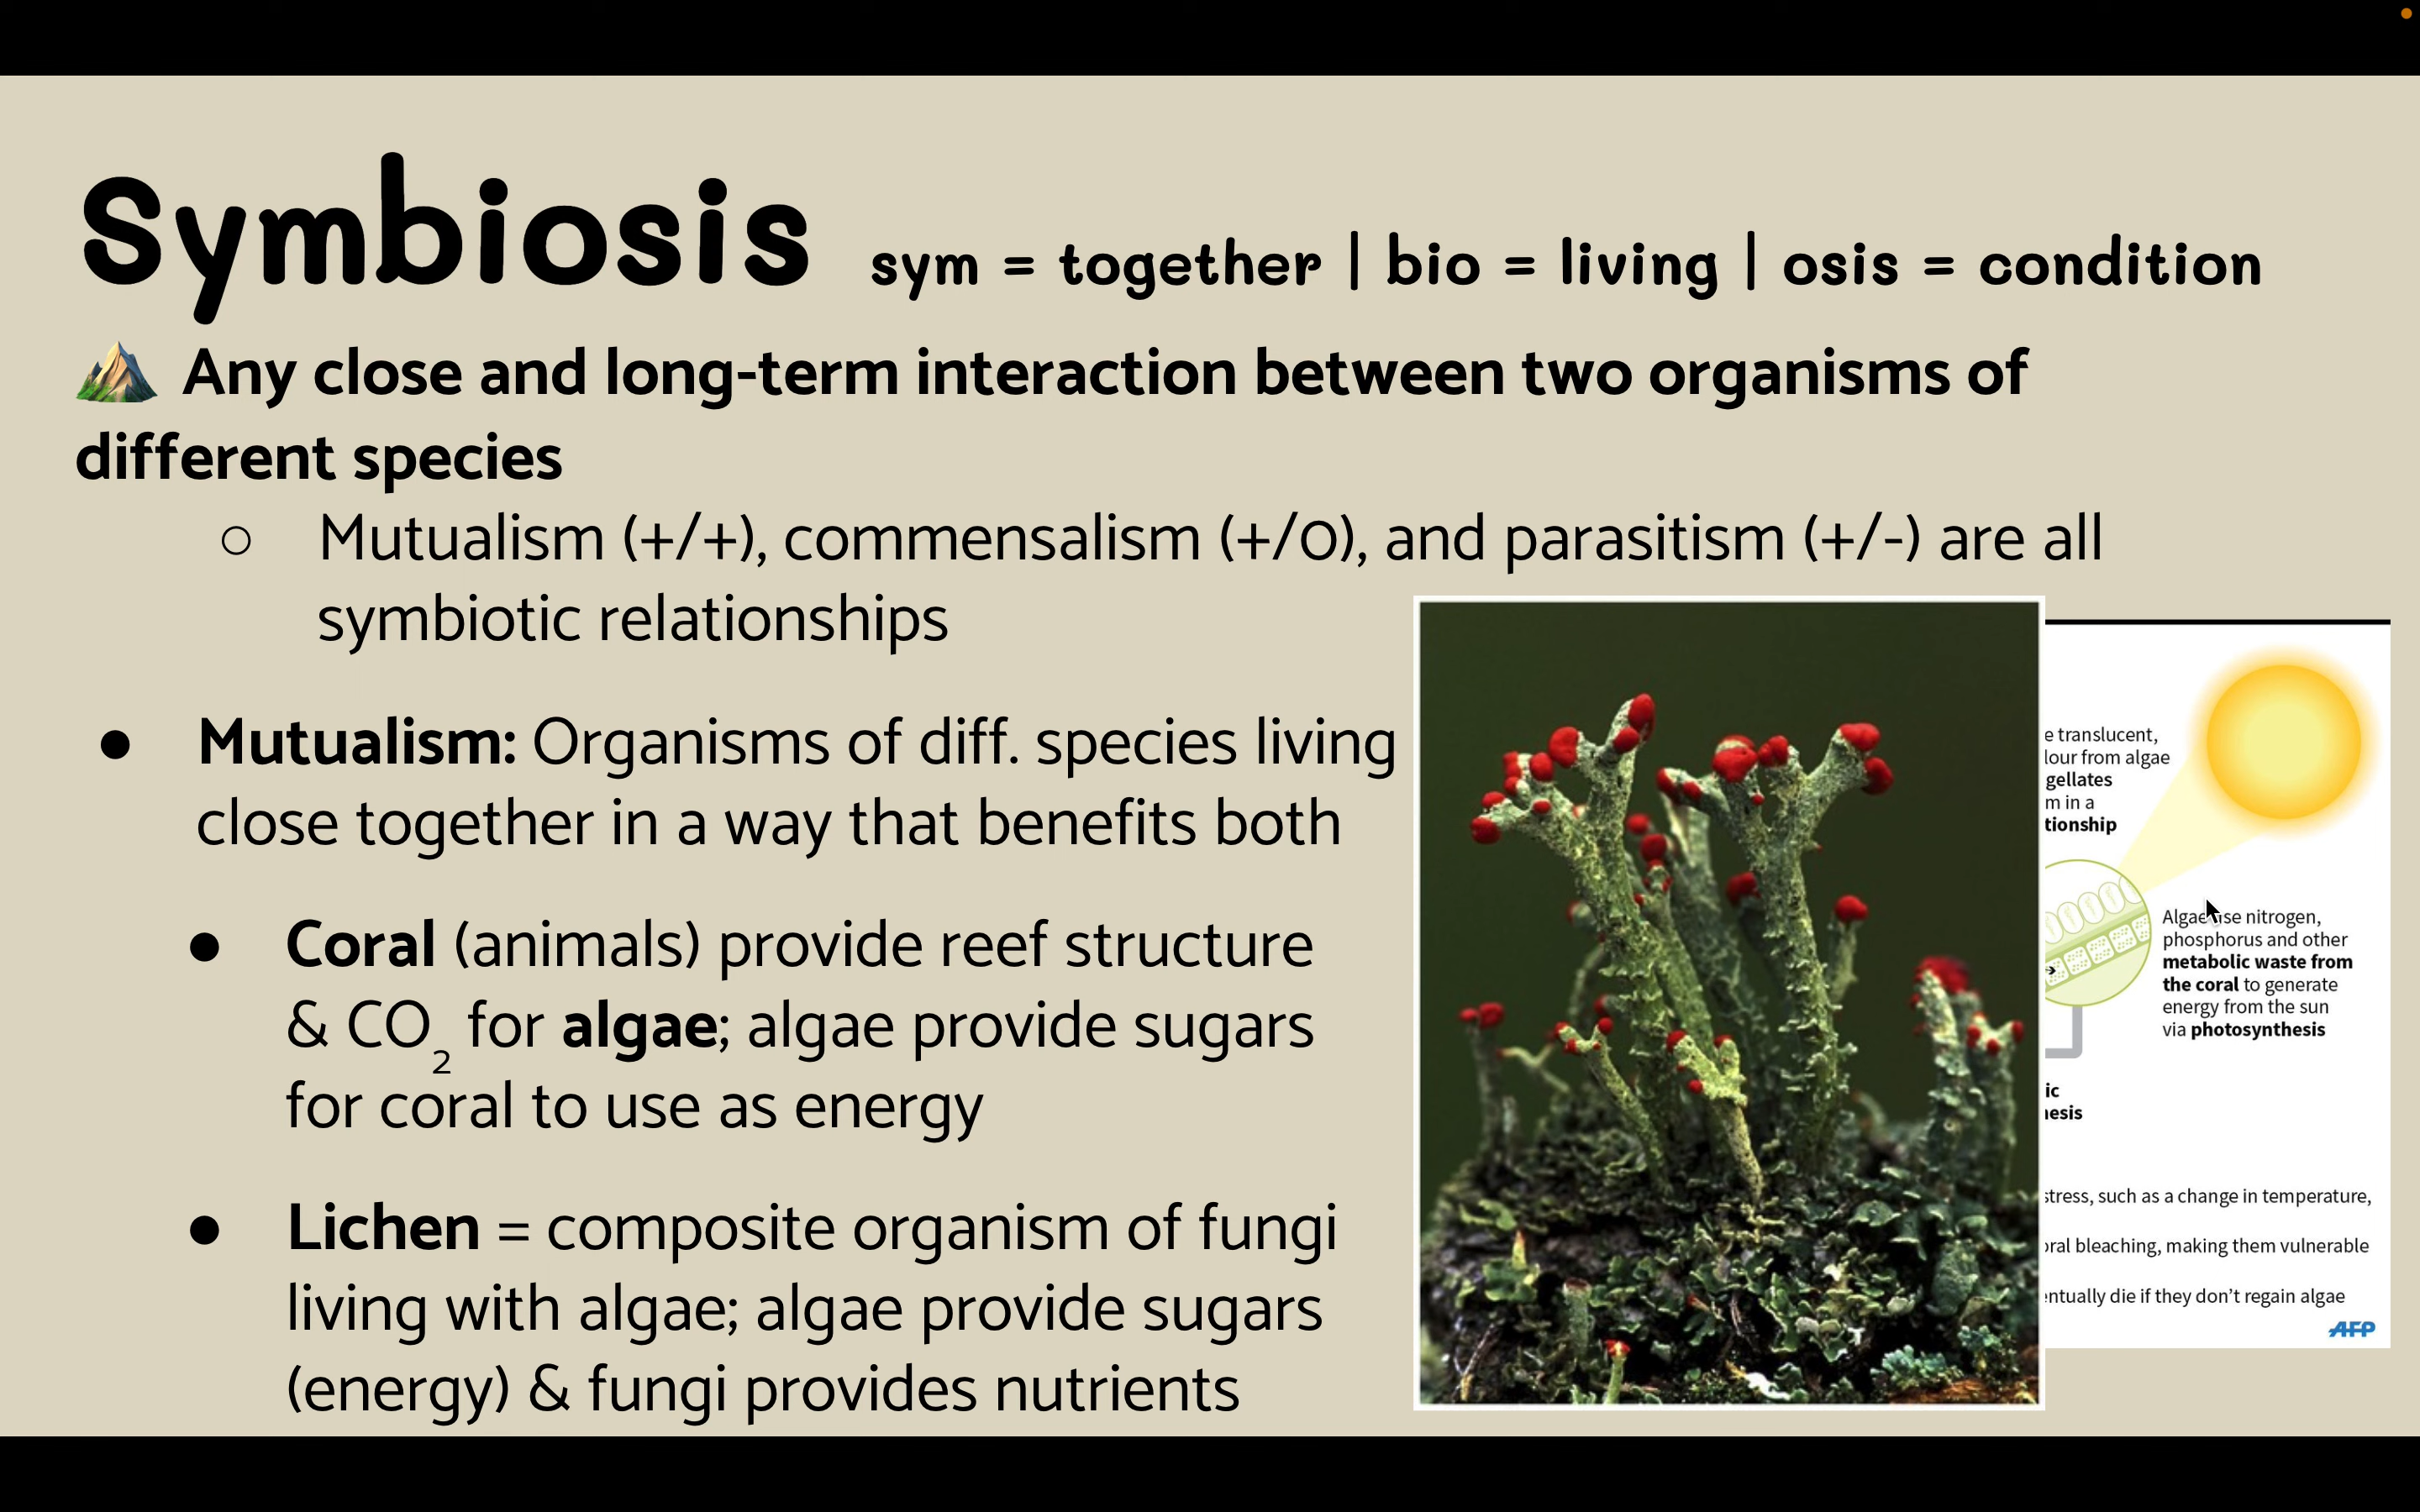 Symbiosis sym = together | bio = living | osis = condition
Any close and long-term interaction between two organisms of
different species
○ Mutualism (+/+), commensalism (+/0), and parasitism (+/-) are all
symbiotic relationships
● Mutualism: Organisms of diff. species living
close together in a way that benefits both
● Coral (animals) provide reef structure
& CO₂ for algae; algae provide sugars
for coral to use as energy
● Lichen = composite organism of fungi
living with algae; algae provide sugars
(energy) & fungi provides nutrients
e translucent,
lour from algae
gellates
m in a
tionship
Algae use nitrogen,
phosphorus and other
metabolic waste from
the coral to generate
energy from the sun
via photosynthesis
ic
nesis
stress, such as a change in temperature,
oral bleaching, making them vulnerable
entually die if they don't regain algae
AFP